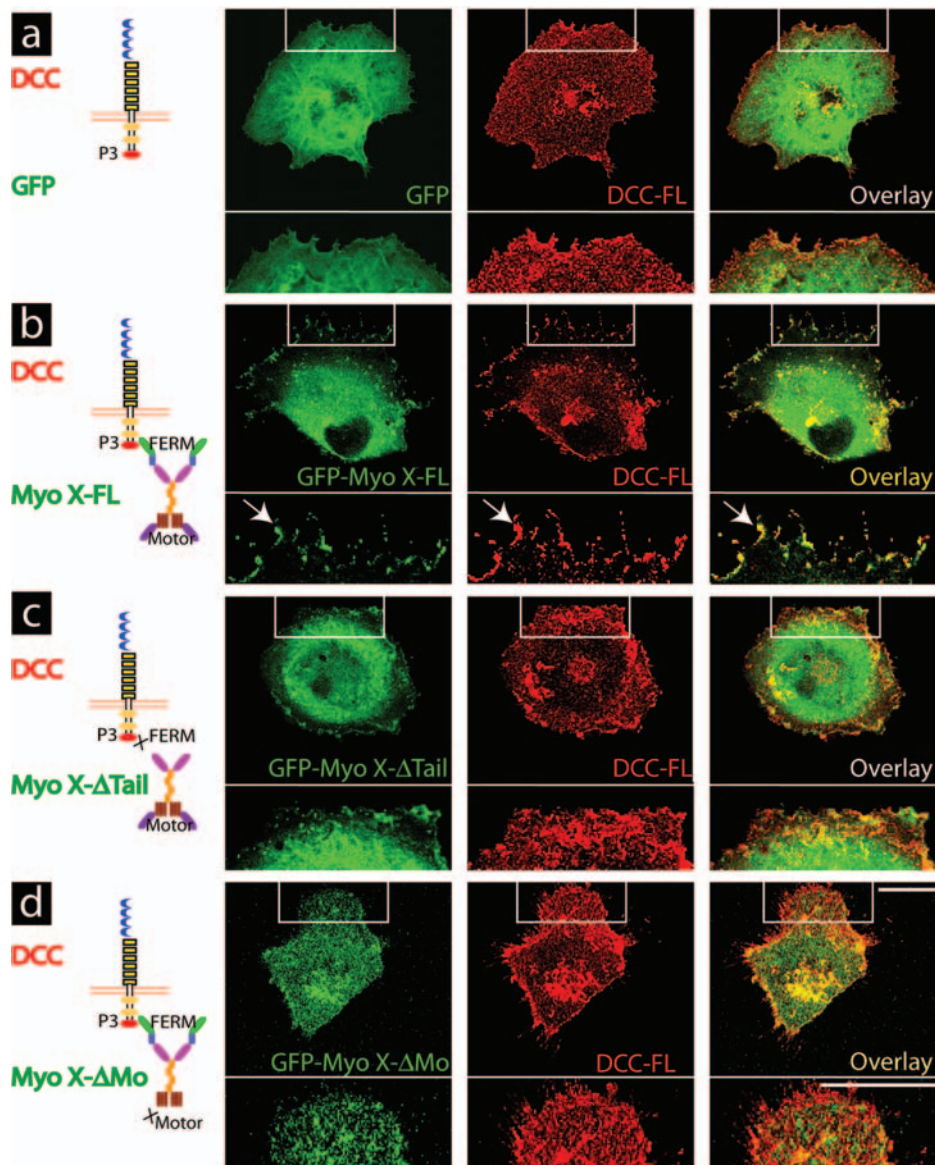 a
DCC
P3
GFP
GFP
DCC-FL
Overlay
b
DCC
P3
FERM
Myo X-FL
Motor
GFP-Myo X-FL
DCC-FL
Overlay
c
DCC
P3
X
FERM
Myo X-ΔTail
Motor
GFP-Myo X-ΔTail
DCC-FL
Overlay
d
DCC
P3
FERM
Myo X-ΔMo
X
Motor
GFP-Myo X-ΔMo
DCC-FL
Overlay